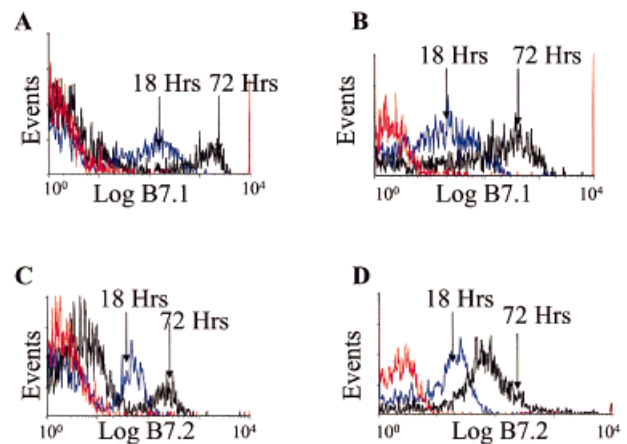 A
18 Hrs 72 Hrs
Events
10⁰ 10⁴
Log B7.1
B
18 Hrs 72 Hrs
Events
10⁰ 10⁴
Log B7.1
C
18 Hrs
72 Hrs
Events
10⁰ 10⁴
Log B7.2
D
18 Hrs
72 Hrs
Events
10⁰ 10⁴
Log B7.2